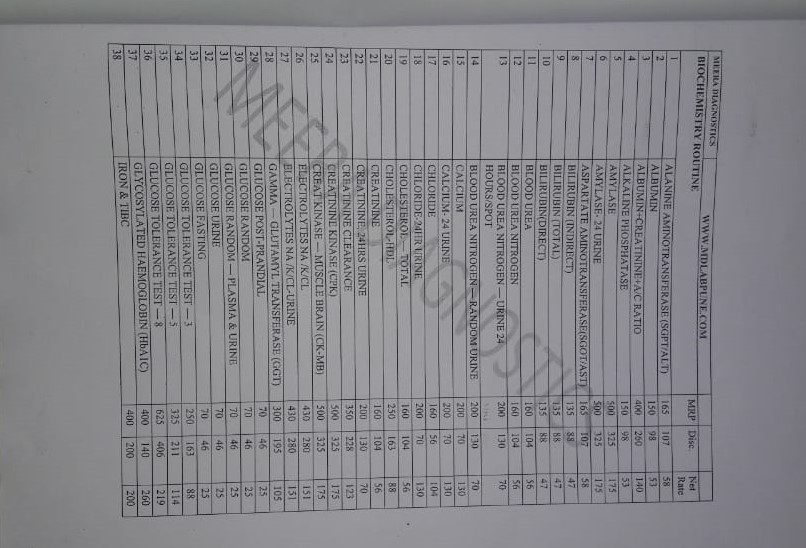 MEERA DIAGNOSTICS WWW.MDLABPUNE.COM
BIOCHEMISTRY ROUTINE MRP Disc. Net Rate
1 ALANINE AMINOTRANSFERASE (SGPT/ALT) 165 107 58
2 ALBUMIN 150 98 53
3 ALBUMIN+CREATININE+A/C RATIO 400 260 140
4 ALKALINE PHOSPHATASE 150 98 53
5 AMYLASE 500 325 175
6 AMYLASE- 24 URINE 500 325 175
7 ASPARTATE AMINOTRANSFERASE(SGOT/AST) 165 107 58
8 BILIRUBIN (INDIRECT) 135 88 47
9 BILIRUBIN (TOTAL) 135 88 47
10 BILIRUBIN(DIRECT) 135 88 47
11 BLOOD UREA 160 104 56
12 BLOOD UREA NITROGEN 160 104 56
13 BLOOD UREA NITROGEN — URINE 24 HOURS/SPOT 200 130 70
14 BLOOD UREA NITROGEN — RANDOM URINE 200 130 70
15 CALCIUM 200 70 130
16 CALCIUM- 24 URINE 200 70 130
17 CHLORIDE 160 56 104
18 CHLORIDE 24HR URINE 200 70 130
19 CHOLESTEROL — TOTAL 160 104 56
20 CHOLESTEROL-HDL 250 163 88
21 CREATININE 160 104 56
22 CREATININE 24HRS URINE 200 130 70
23 CREATININE CLEARANCE 350 228 123
24 CREATININE KINASE (CPK) 500 325 175
25 CREAT KINASE — MUSCLE BRAIN (CK-MB) 500 325 175
26 ELECTROLYTES NA /K/CL 430 280 151
27 ELECTROLYTES NA /K/CL-URINE 430 280 151
28 GAMMA — GLUTAMYL TRANSFERASE (GGT) 300 195 105
29 GLUCOSE POST-PRANDIAL 70 46 25
30 GLUCOSE RANDOM 70 46 25
31 GLUCOSE RANDOM — PLASMA & URINE 70 46 25
32 GLUCOSE URINE 70 46 25
33 GLUCOSE FASTING 70 46 25
34 GLUCOSE TOLERANCE TEST — 3 250 163 88
35 GLUCOSE TOLERANCE TEST — 5 325 211 114
36 GLUCOSE TOLERANCE TEST — 8 625 406 219
37 GLYCOSYLATED HAEMOGLOBIN (HbA1C) 400 140 260
38 IRON & TIBC 400 200 200
MEERA DIAGNOSTICS